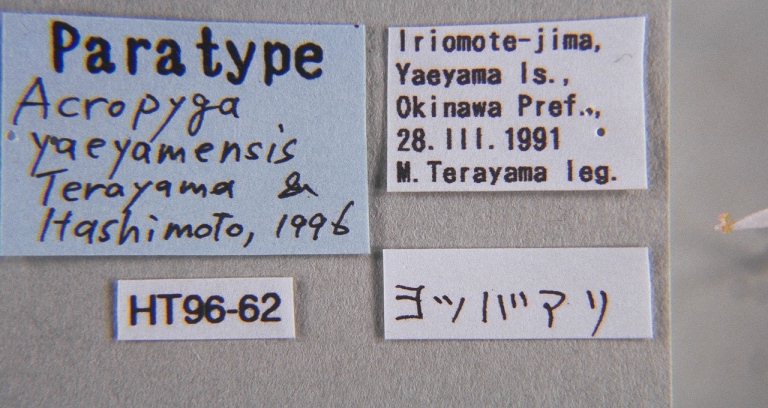 Paratype
Acropyga
yaeyamensis
Terayama &
Hashimoto, 1996
Iriomote-jima,
Yaeyama Is.,
Okinawa Pref.,
28.III.1991
M.Terayama leg.
HT96-62
ヨツバアリ